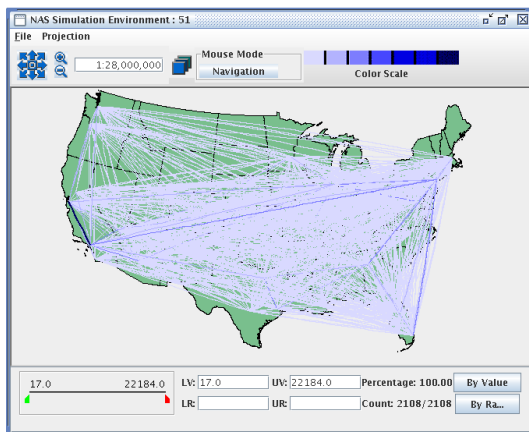 NAS Simulation Environment : 51
File Projection
1:28,000,000
Mouse Mode
Navigation
Color Scale
17.0 22184.0
LV: 17.0 UV: 22184.0 Percentage: 100.00 By Value
LR: UR: Count: 2108/2108 By Ra...